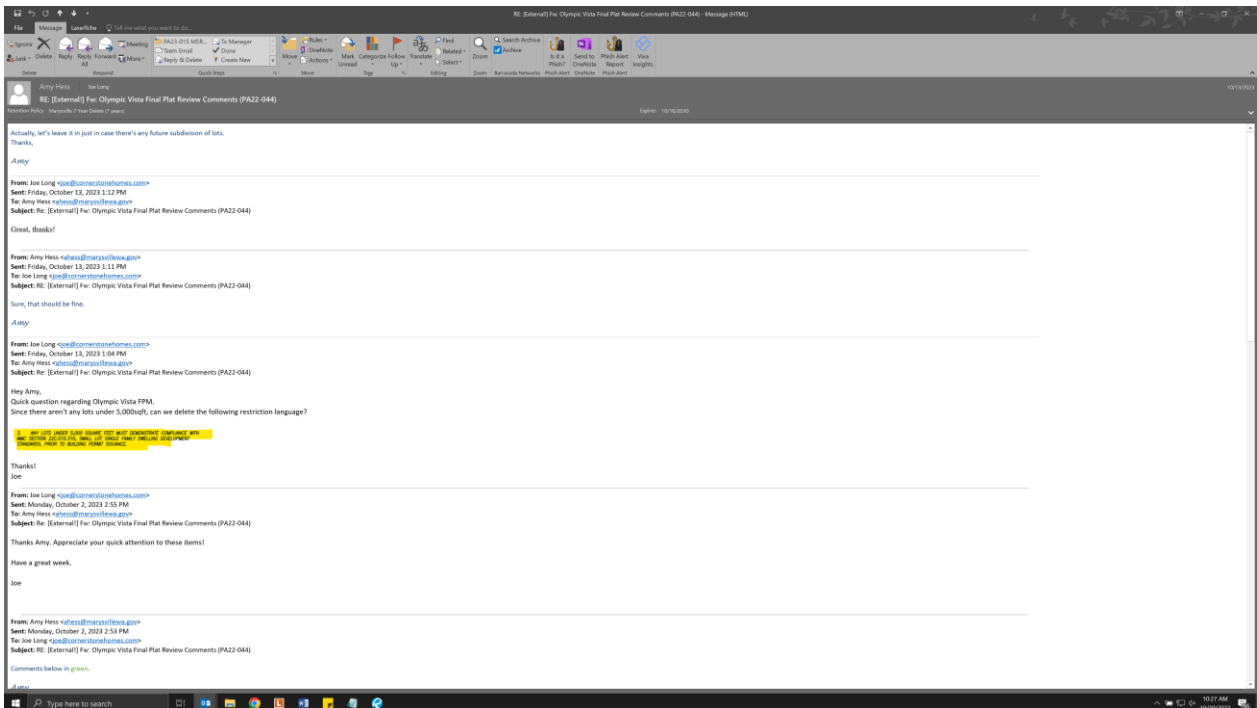 RE: [External!] Fw: Olympic Vista Final Plat Review Comments (PA22-044) - Message (HTML)
File Message Laserfiche Tell me what you want to do...
Ignore
Junk
Delete
Reply
Reply All
Forward
Meeting
More
PA23-015 MSR...
Team Email
Reply & Delete
To Manager
Done
Create New
Move
Rules
OneNote
Actions
Mark Unread
Categorize
Follow Up
Translate
Find
Related
Select
Zoom
Search Archive
Archive
Is it a Phish?
Send to OneNote
Phish Alert Report
Viva Insights
Delete Respond Quick Steps Move Tags Editing Zoom Barracuda Networks Phish Alert OneNote Phish Alert
Amy Hess Joe Long
10/13/2023
RE: [External!] Fw: Olympic Vista Final Plat Review Comments (PA22-044)
Retention Policy Marysville 7 Year Delete (7 years) Expires 10/16/2030
Actually, let's leave it in just in case there's any future subdivision of lots.
Thanks,
Amy
From: Joe Long <joe@cornerstonehomes.com>
Sent: Friday, October 13, 2023 1:12 PM
To: Amy Hess <ahess@marysvillewa.gov>
Subject: Re: [External!] Fw: Olympic Vista Final Plat Review Comments (PA22-044)
Great, thanks!
From: Amy Hess <ahess@marysvillewa.gov>
Sent: Friday, October 13, 2023 1:11 PM
To: Joe Long <joe@cornerstonehomes.com>
Subject: RE: [External!] Fw: Olympic Vista Final Plat Review Comments (PA22-044)
Sure, that should be fine.
Amy
From: Joe Long <joe@cornerstonehomes.com>
Sent: Friday, October 13, 2023 1:04 PM
To: Amy Hess <ahess@marysvillewa.gov>
Subject: Re: [External!] Fw: Olympic Vista Final Plat Review Comments (PA22-044)
Hey Amy,
Quick question regarding Olympic Vista FPM.
Since there aren't any lots under 5,000sqft, can we delete the following restriction language?
ANY LOTS UNDER 5,000 SQUARE FEET MUST DEMONSTRATE COMPLIANCE WITH
MMC SECTION 22C.010.310, SMALL LOT SINGLE FAMILY DWELLING DEVELOPMENT
STANDARDS, PRIOR TO BUILDING PERMIT ISSUANCE.
Thanks!
Joe
From: Joe Long <joe@cornerstonehomes.com>
Sent: Monday, October 2, 2023 2:55 PM
To: Amy Hess <ahess@marysvillewa.gov>
Subject: Re: [External!] Fw: Olympic Vista Final Plat Review Comments (PA22-044)
Thanks Amy. Appreciate your quick attention to these items!
Have a great week.
Joe
From: Amy Hess <ahess@marysvillewa.gov>
Sent: Monday, October 2, 2023 2:53 PM
To: Joe Long <joe@cornerstonehomes.com>
Subject: RE: [External!] Fw: Olympic Vista Final Plat Review Comments (PA22-044)
Comments below in green.
Amy
Type here to search
10:27 AM